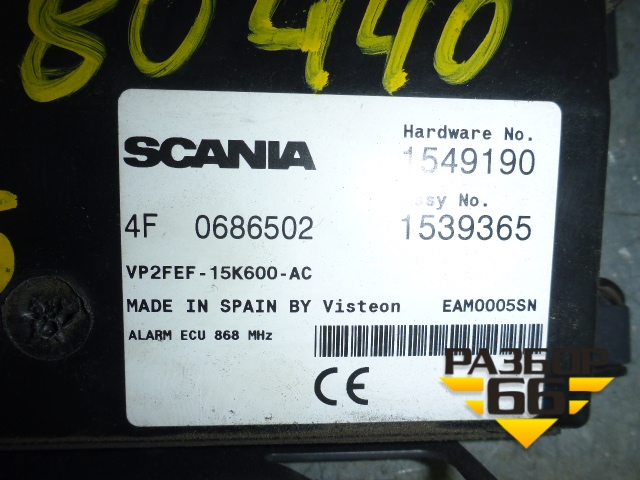 80440
Hardware No.
SCANIA 1549190
ssy No.
4F 0686502 1539365
VP2FEF-15K600-AC
MADE IN SPAIN BY Visteon EAM0005SN
ALARM ECU 868 MHz
CE
РАЗБОР
66